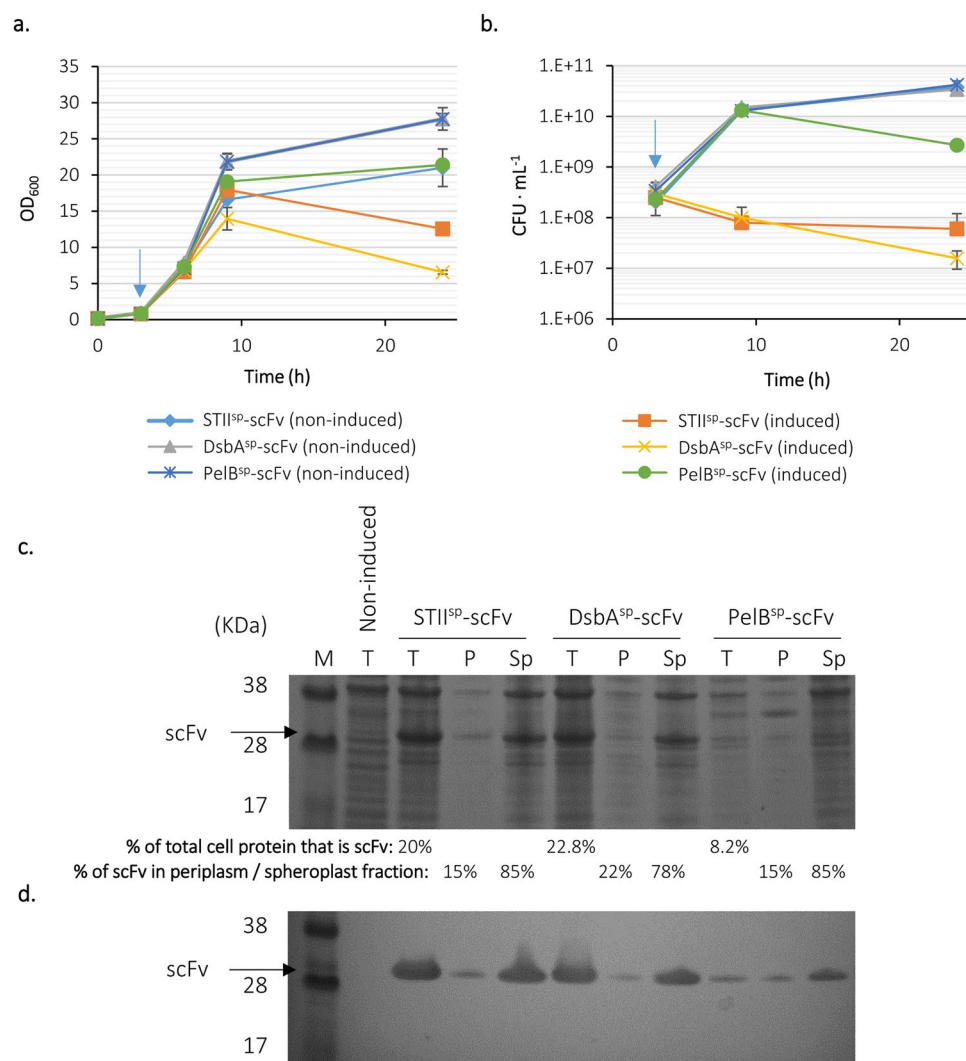 a.
b.
35
30
25
20
15
10
5
0
OD600
0 10 20
Time (h)
1.E+11
1.E+10
1.E+09
1.E+08
1.E+07
1.E+06
CFU · mL-1
0 10 20
Time (h)
STIIsp-scFv (non-induced)
DsbAsp-scFv (non-induced)
PelBsp-scFv (non-induced)
STIIsp-scFv (induced)
DsbAsp-scFv (induced)
PelBsp-scFv (induced)
c.
Non-induced
STIIsp-scFv DsbAsp-scFv PelBsp-scFv
(KDa)
M T T P Sp T P Sp T P Sp
38
scFv
28
17
% of total cell protein that is scFv: 20% 22.8% 8.2%
% of scFv in periplasm / spheroplast fraction: 15% 85% 22% 78% 15% 85%
d.
38
scFv
28
17